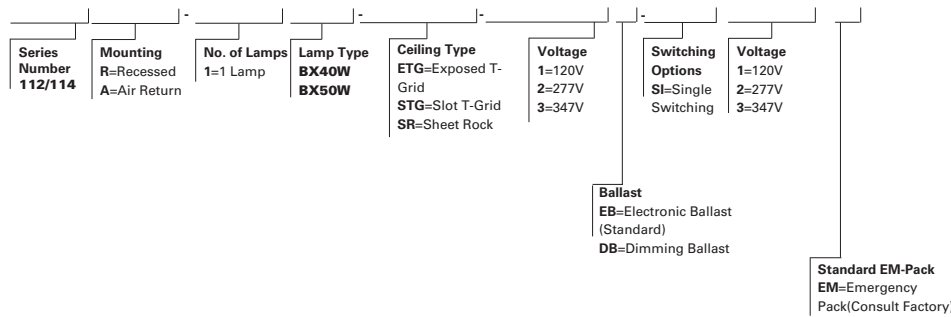 Series
Number
112/114
Mounting
R=Recessed
A=Air Return
No. of Lamps
1=1 Lamp
Lamp Type
BX40W
BX50W
Ceiling Type
ETG=Exposed T-
Grid
STG=Slot T-Grid
SR=Sheet Rock
Voltage
1=120V
2=277V
3=347V
Switching
Options
SI=Single
Switching
Voltage
1=120V
2=277V
3=347V
Ballast
EB=Electronic Ballast
(Standard)
DB=Dimming Ballast
Standard EM-Pack
EM=Emergency
Pack(Consult Factory)